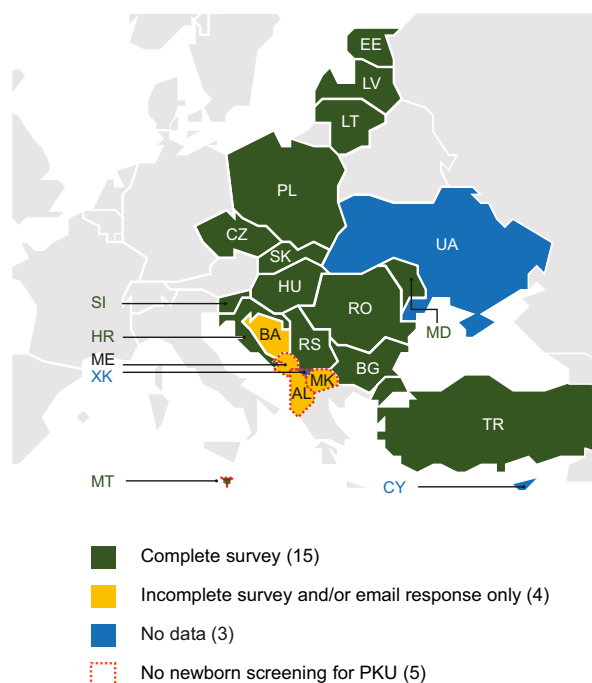 EE
LV
LT
PL
CZ
UA
SK
HU
SI
RO
HR
BA
RS
MD
ME
XK
MK
BG
AL
TR
MT
CY
Complete survey (15)
Incomplete survey and/or email response only (4)
No data (3)
No newborn screening for PKU (5)